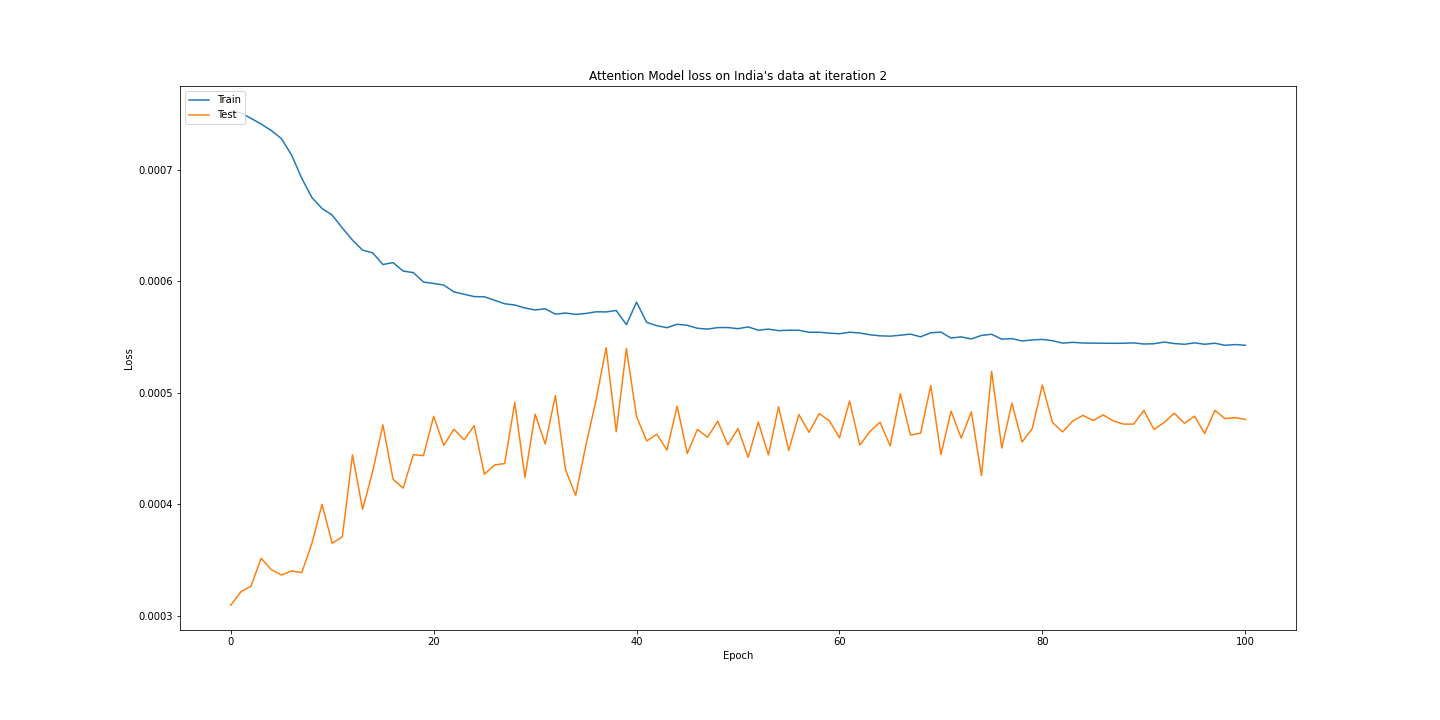 Attention Model loss on India's data at iteration 2
Train
Test
0.0007
0.0006
0.0005
0.0004
0.0003
Loss
0 20 40 60 80 100
Epoch